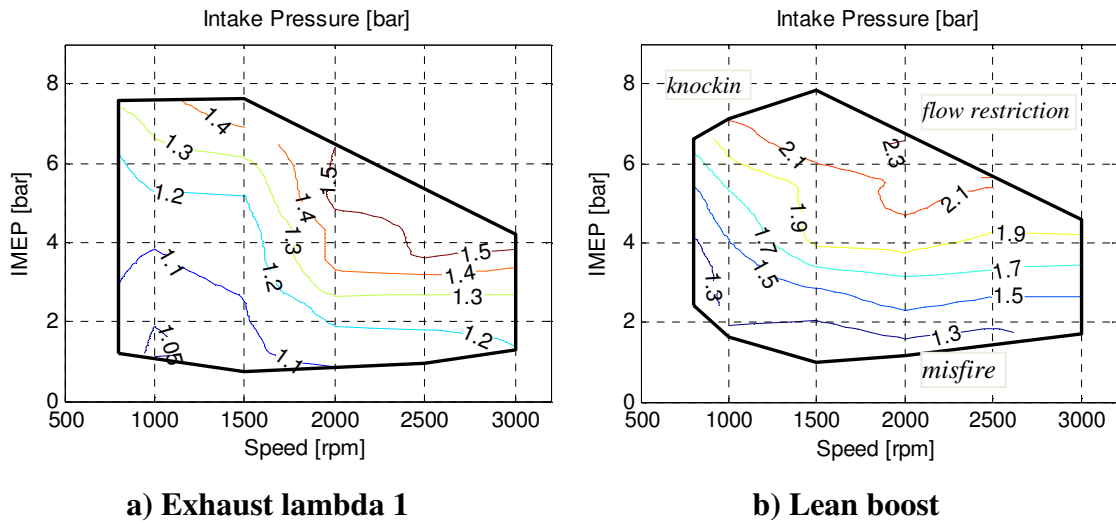 Intake Pressure [bar]
8
6
4
2
0
IMEP [bar]
1.4
1.3
1.2
1.5
1.4
1.3
1.2
1.1
1.05
1.1
1.5
1.4
1.3
1.2
500 1000 1500 2000 2500 3000
Speed [rpm]
a) Exhaust lambda 1
Intake Pressure [bar]
8
6
4
2
0
IMEP [bar]
knockin
flow restriction
2.1
2.3
2.1
1.9
1.9
1.7
1.7
1.5
1.5
1.3
1.3
misfire
500 1000 1500 2000 2500 3000
Speed [rpm]
b) Lean boost